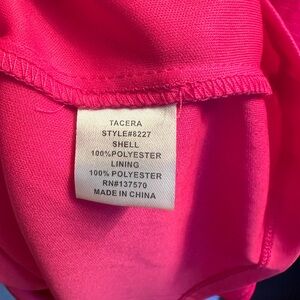 TACERA
STYLE#8227
SHELL
100%POLYESTER
LINING
100% POLYESTER
RN#137570
MADE IN CHINA